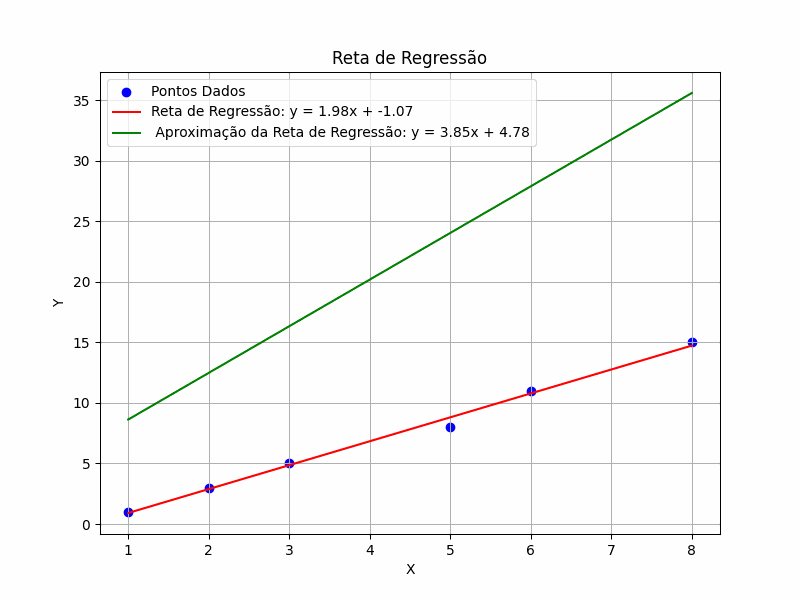 Reta de Regressão
Pontos Dados
Reta de Regressão: y = 1.98x + -1.07
Aproximação da Reta de Regressão: y = 3.85x + 4.78
35
30
25
20
15
10
5
0
Y
1 2 3 4 5 6 7 8
X